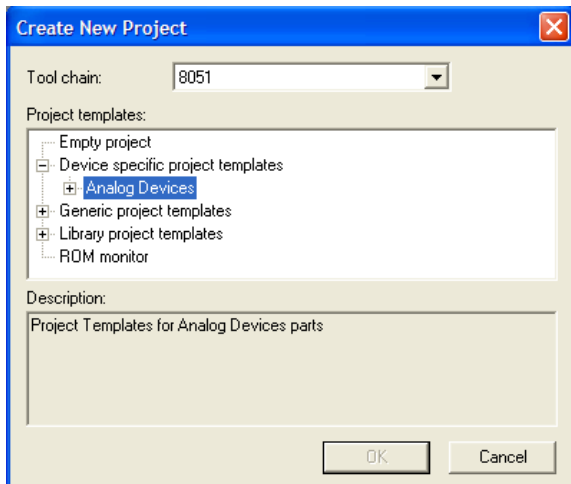 Create New Project
Tool chain: 8051
Project templates:
Empty project
Device specific project templates
Analog Devices
Generic project templates
Library project templates
ROM monitor
Description:
Project Templates for Analog Devices parts
OK Cancel